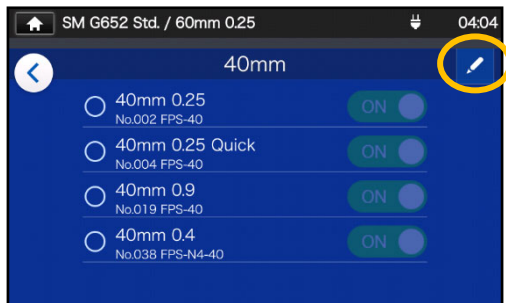 SM G652 Std. / 60mm 0.25 04:04
40mm
40mm 0.25 ON
No.002 FPS-40
40mm 0.25 Quick ON
No.004 FPS-40
40mm 0.9 ON
No.019 FPS-40
40mm 0.4 ON
No.038 FPS-N4-40